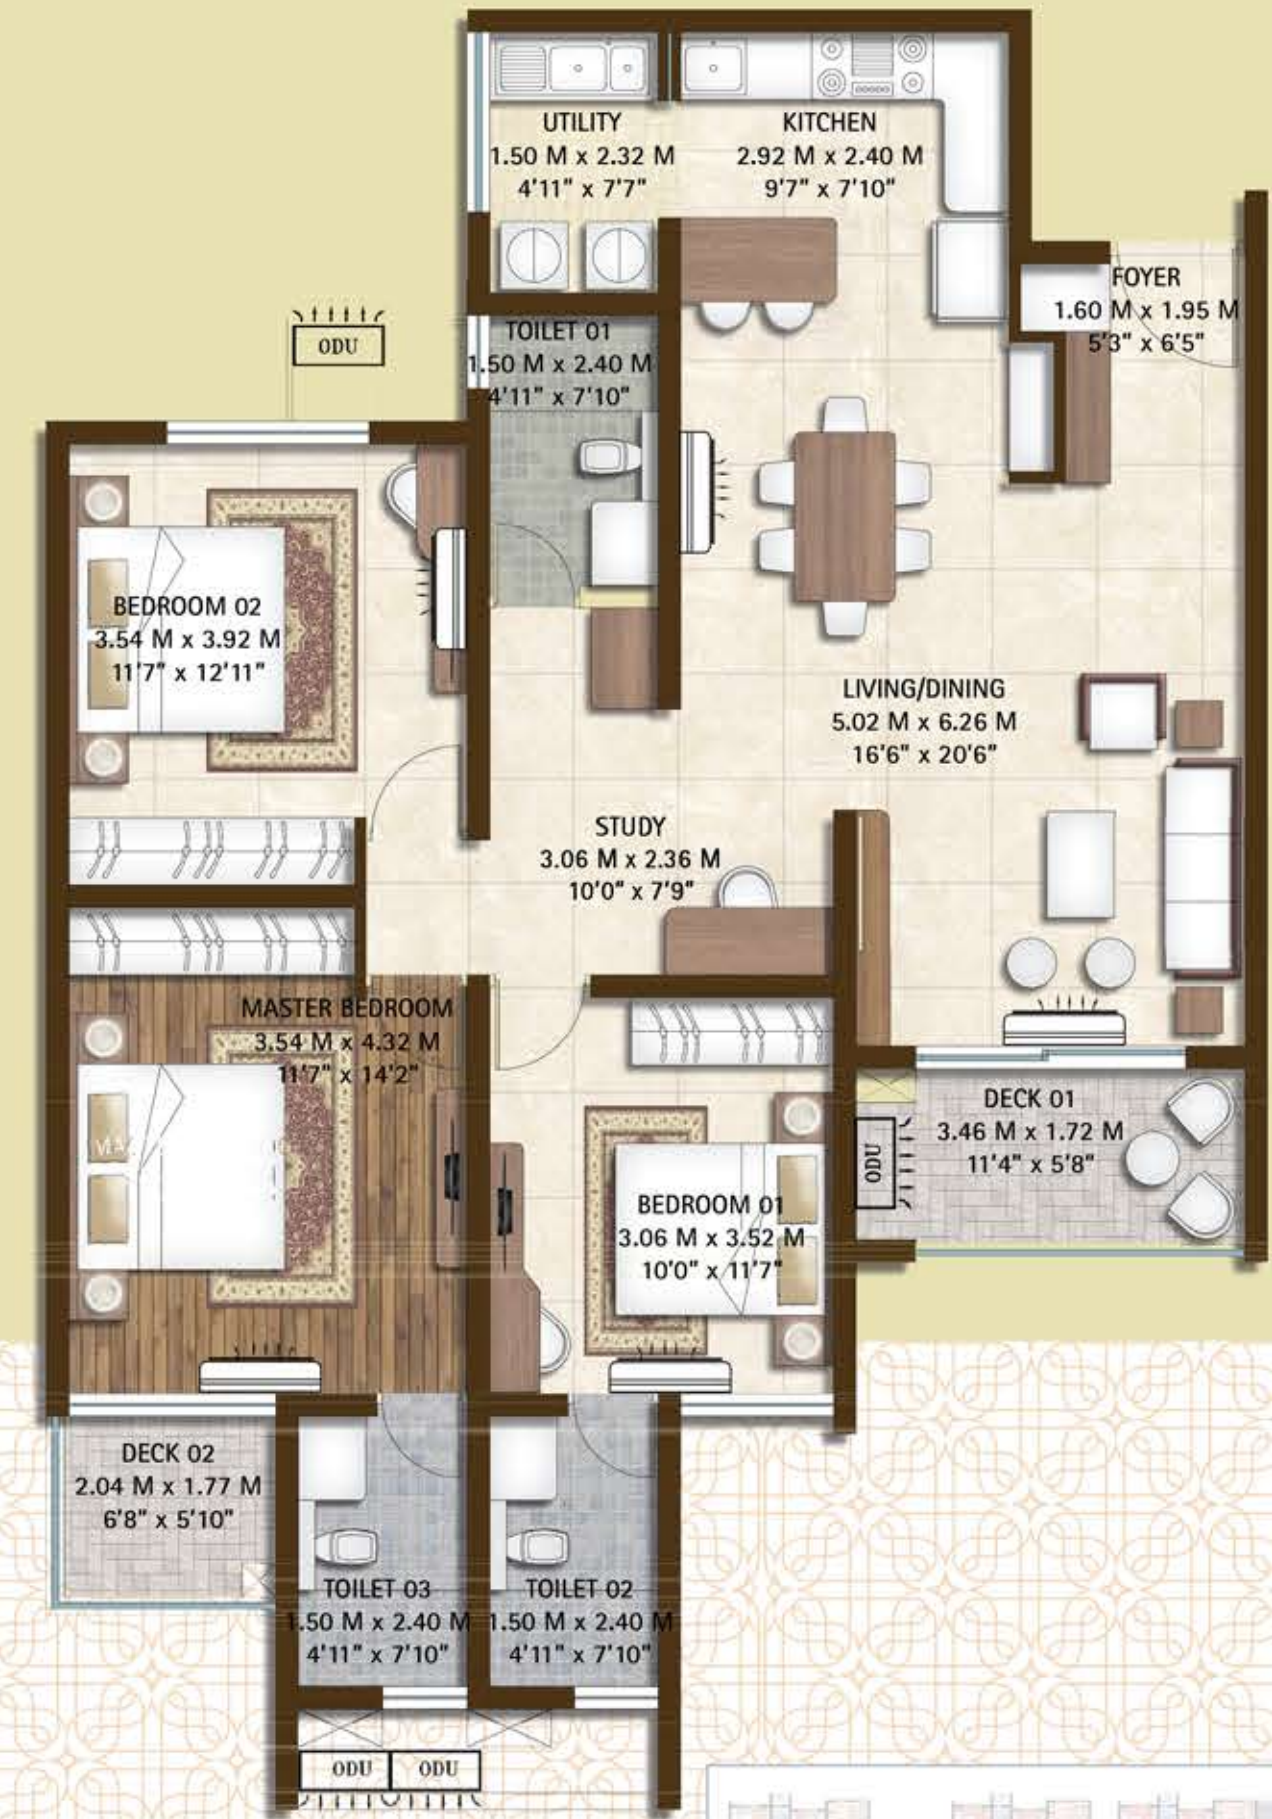 UTILITY
1.50 M x 2.32 M
4'11" x 7'7"
KITCHEN
2.92 M x 2.40 M
9'7" x 7'10"
FOYER
1.60 M x 1.95 M
5'3" x 6'5"
ODU
TOILET 01
1.50 M x 2.40 M
4'11" x 7'10"
BEDROOM 02
3.54 M x 3.92 M
11'7" x 12'11"
LIVING/DINING
5.02 M x 6.26 M
16'6" x 20'6"
STUDY
3.06 M x 2.36 M
10'0" x 7'9"
MASTER BEDROOM
3.54 M x 4.32 M
11'7" x 14'2"
DECK 01
3.46 M x 1.72 M
11'4" x 5'8"
ODU
BEDROOM 01
3.06 M x 3.52 M
10'0" x 11'7"
DECK 02
2.04 M x 1.77 M
6'8" x 5'10"
TOILET 03
1.50 M x 2.40 M
4'11" x 7'10"
TOILET 02
1.50 M x 2.40 M
4'11" x 7'10"
ODU
ODU